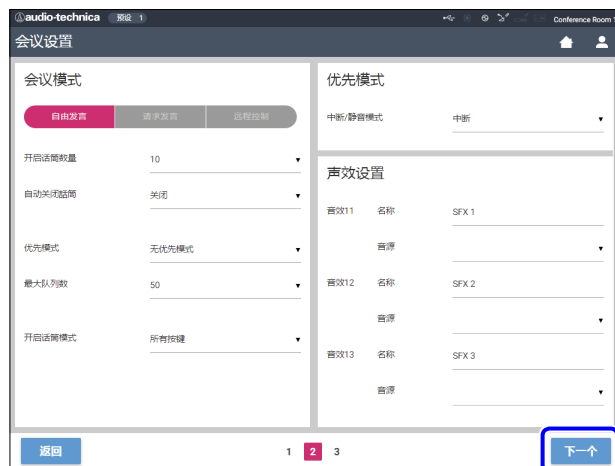 audio-technica 预设 1 Conference Room 1
会议设置
会议模式
自由发言 请求发言 远程控制
开启话筒数量 10
自动关闭話筒 关闭
优先模式 无优先模式
最大队列数 50
开启话筒模式 所有按键
优先模式
中断/静音模式 中断
声效设置
音效11 名称 SFX 1
音源
音效12 名称 SFX 2
音源
音效13 名称 SFX 3
音源
返回 1 2 3 下一个